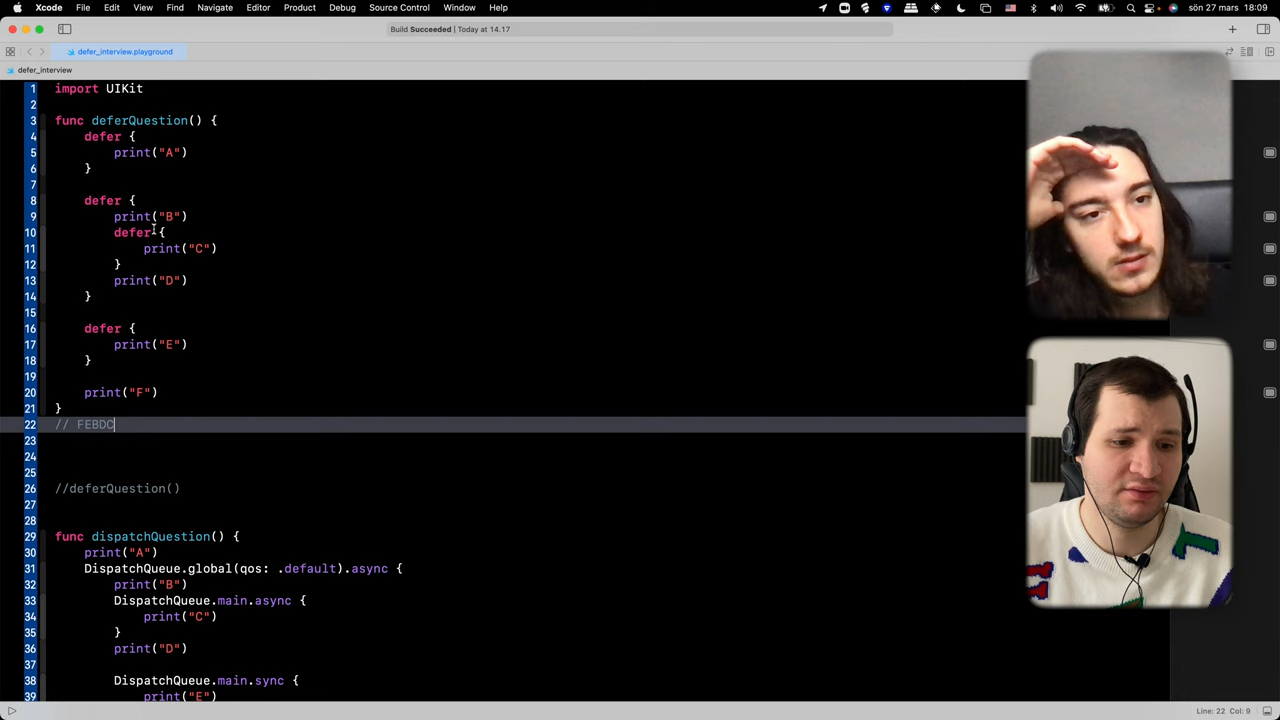 Xcode File Edit View Find Navigate Editor Product Debug Source Control Window Help sön 27 mars 18:09
Build Succeeded | Today at 14.17
defer_interview.playground
defer_interview
1 import UIKit
2
3 func deferQuestion() {
4 defer {
5 print("A")
6 }
7
8 defer {
9 print("B")
10 defer {
11 print("C")
12 }
13 print("D")
14 }
15
16 defer {
17 print("E")
18 }
19
20 print("F")
21 }
22 // FEBDC
23
24
25
26 //deferQuestion()
27
28
29 func dispatchQuestion() {
30 print("A")
31 DispatchQueue.global(qos: .default).async {
32 print("B")
33 DispatchQueue.main.async {
34 print("C")
35 }
36 print("D")
37
38 DispatchQueue.main.sync {
39 print("E")
Line: 22 Col: 9